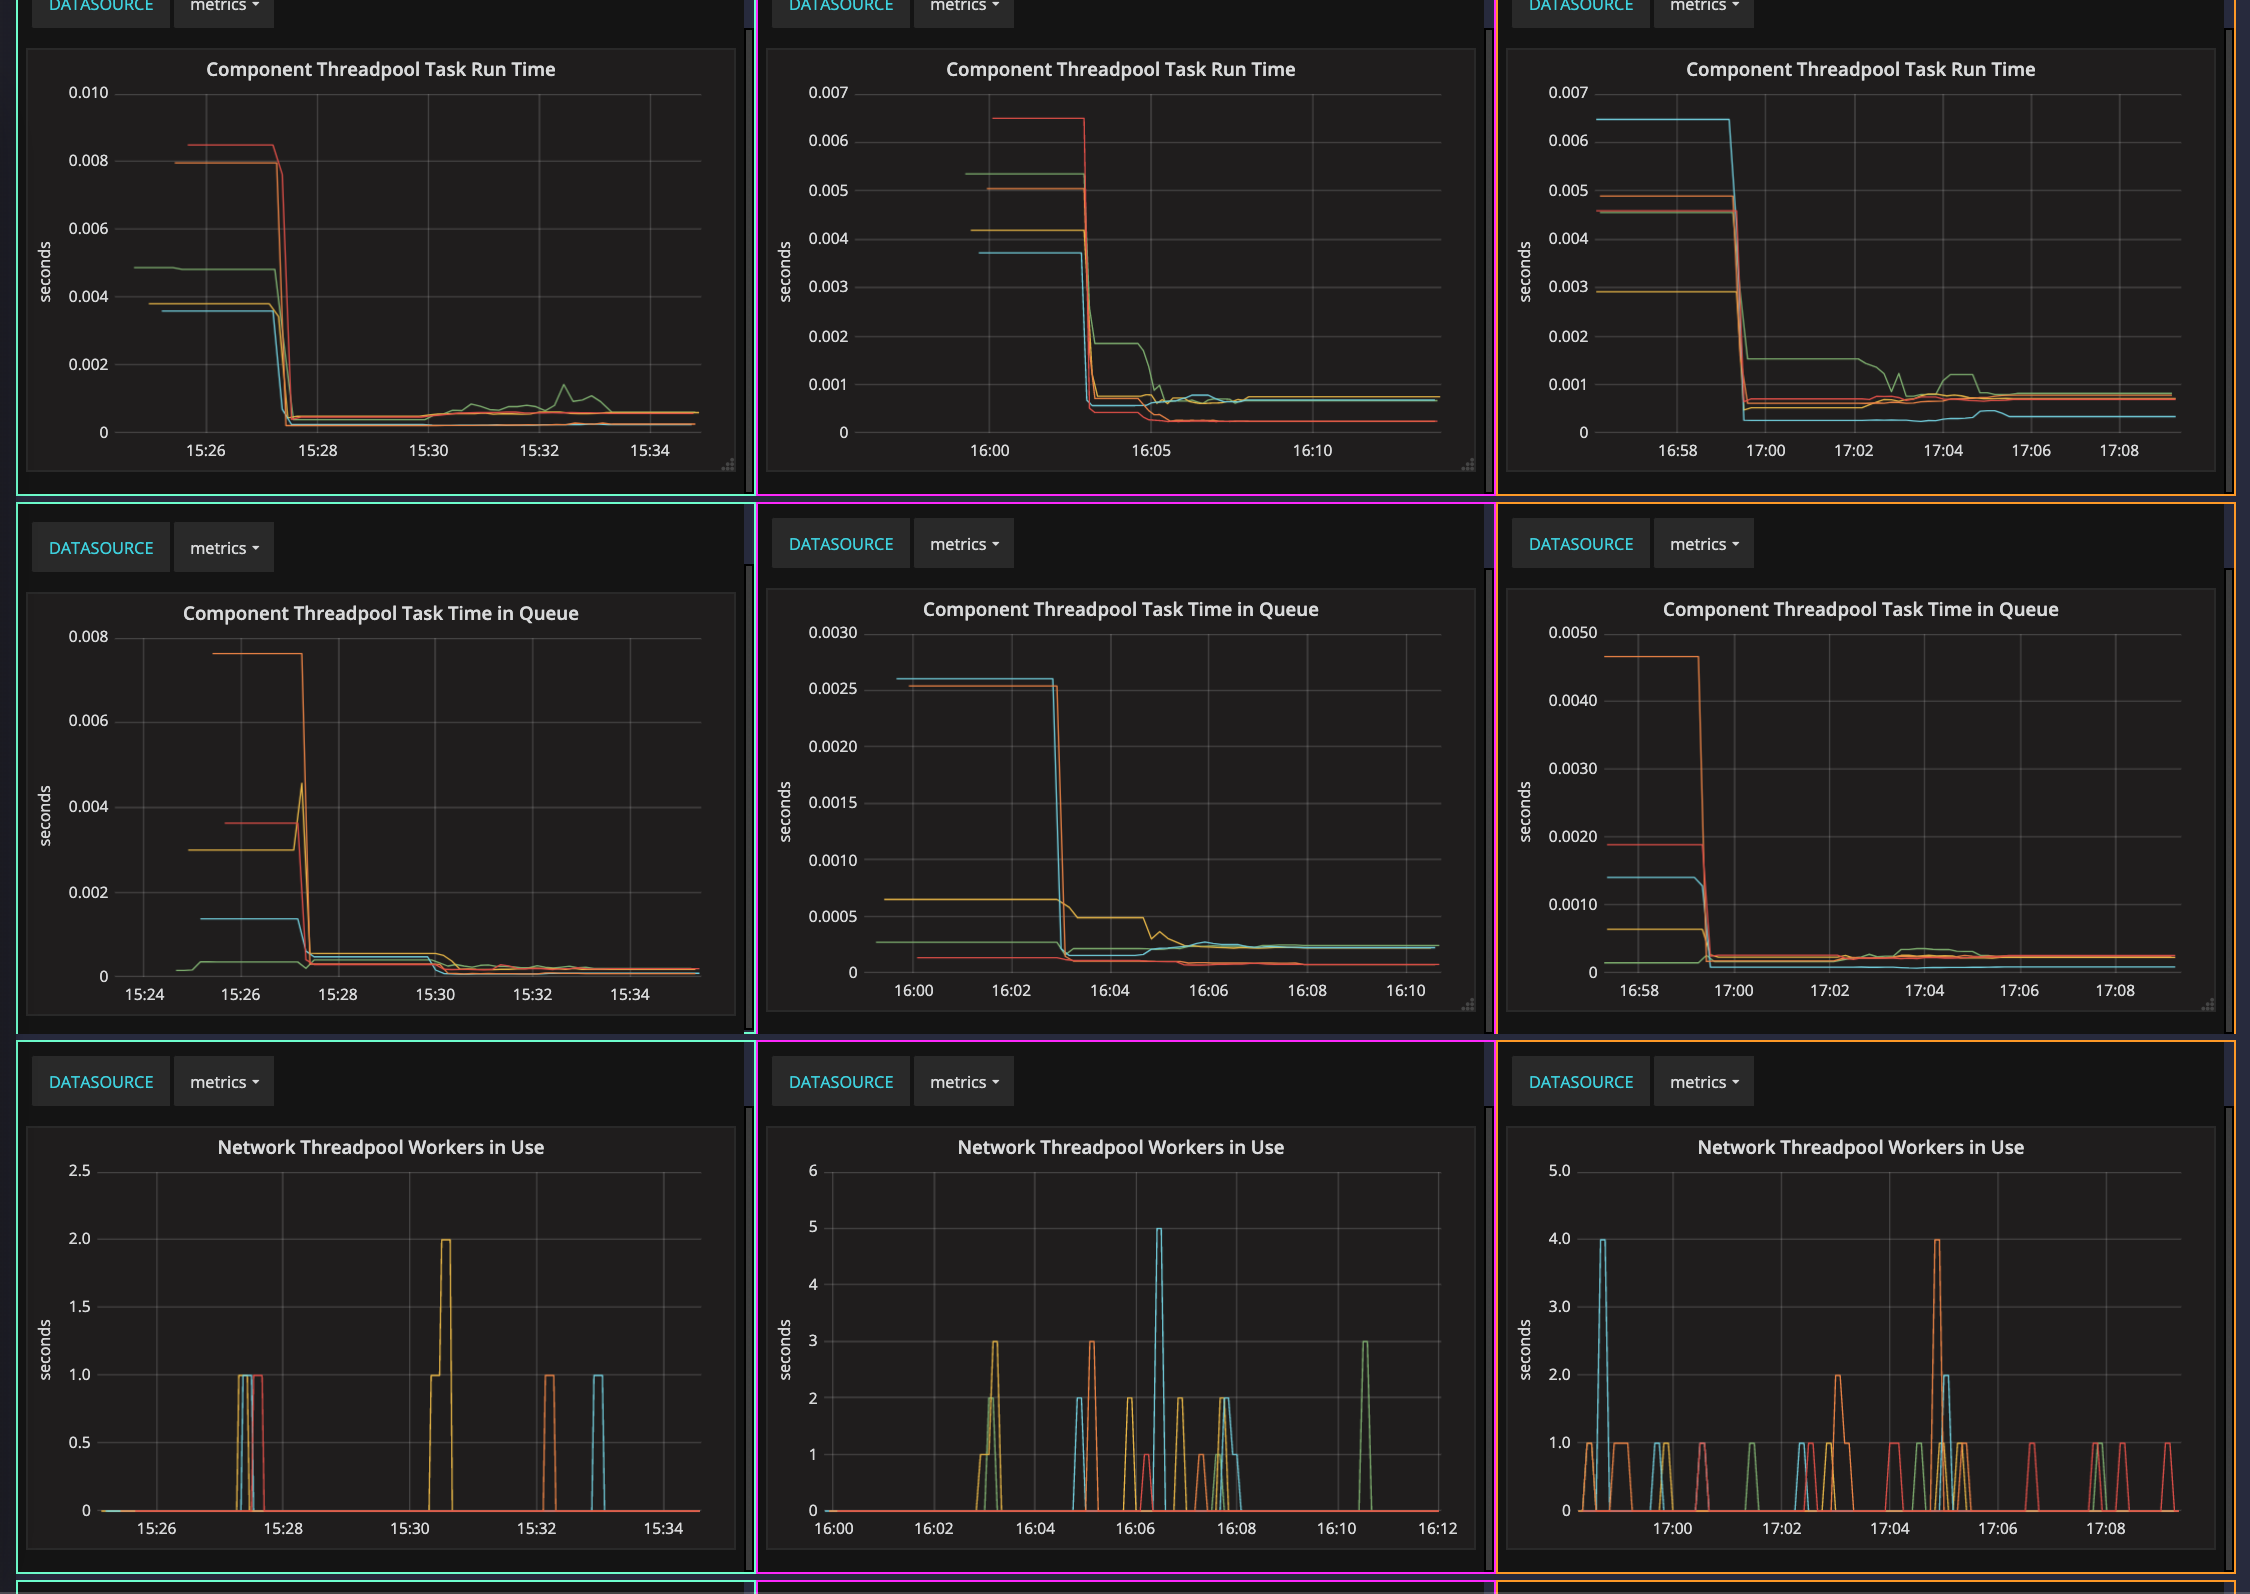 DATASOURCE metrics
DATASOURCE metrics
DATASOURCE metrics
Component Threadpool Task Run Time
0.010
0.008
0.006
0.004
0.002
0
seconds
15:26 15:28 15:30 15:32 15:34
Component Threadpool Task Run Time
0.007
0.006
0.005
0.004
0.003
0.002
0.001
0
seconds
16:00 16:05 16:10
Component Threadpool Task Run Time
0.007
0.006
0.005
0.004
0.003
0.002
0.001
0
seconds
16:58 17:00 17:02 17:04 17:06 17:08
DATASOURCE metrics
DATASOURCE metrics
DATASOURCE metrics
Component Threadpool Task Time in Queue
0.008
0.006
0.004
0.002
0
seconds
15:24 15:26 15:28 15:30 15:32 15:34
Component Threadpool Task Time in Queue
0.0030
0.0025
0.0020
0.0015
0.0010
0.0005
0
seconds
16:00 16:02 16:04 16:06 16:08 16:10
Component Threadpool Task Time in Queue
0.0050
0.0040
0.0030
0.0020
0.0010
0
seconds
16:58 17:00 17:02 17:04 17:06 17:08
DATASOURCE metrics
DATASOURCE metrics
DATASOURCE metrics
Network Threadpool Workers in Use
2.5
2.0
1.5
1.0
0.5
0
seconds
15:26 15:28 15:30 15:32 15:34
Network Threadpool Workers in Use
6
5
4
3
2
1
0
seconds
16:00 16:02 16:04 16:06 16:08 16:10 16:12
Network Threadpool Workers in Use
5.0
4.0
3.0
2.0
1.0
0
seconds
17:00 17:02 17:04 17:06 17:08